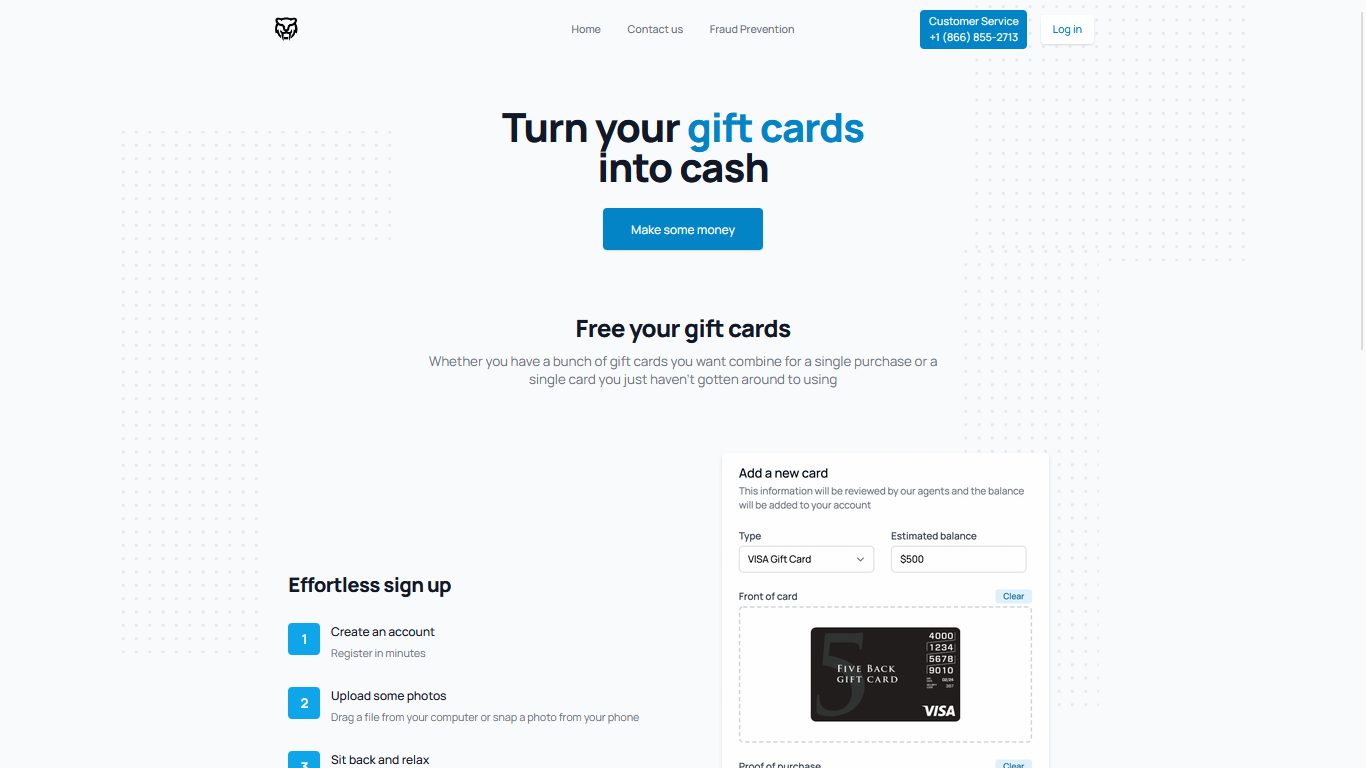 Home
Contact us
Fraud Prevention
Customer Service
+1 (866) 855-2713
Log in
Turn your gift cards
into cash
Make some money
Free your gift cards
Whether you have a bunch of gift cards you want combine for a single purchase or a
single card you just haven't gotten around to using
Effortless sign up
1
Create an account
Register in minutes
2
Upload some photos
Drag a file from your computer or snap a photo from your phone
3
Sit back and relax
Add a new card
This information will be reviewed by our agents and the balance
will be added to your account
Type
Estimated balance
VISA Gift Card
$500
Front of card
Clear
5
FIVE BACK
GIFT CARD
4000
1234
5678
9010
VISA
Proof of purchase
Clear